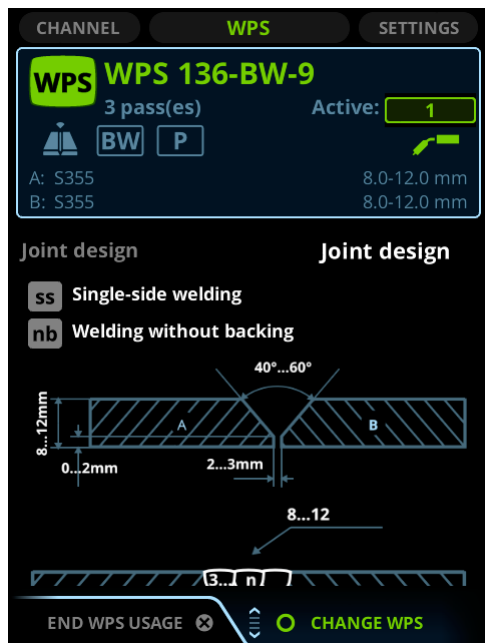 CHANNEL WPS SETTINGS
WPS WPS 136-BW-9
3 pass(es) Active: 1
BW P
A: S355 8.0-12.0 mm
B: S355 8.0-12.0 mm
Joint design Joint design
ss Single-side welding
nb Welding without backing
40°...60°
8...12mm
A B
0...2mm 2...3mm
8...12
3... n
END WPS USAGE CHANGE WPS